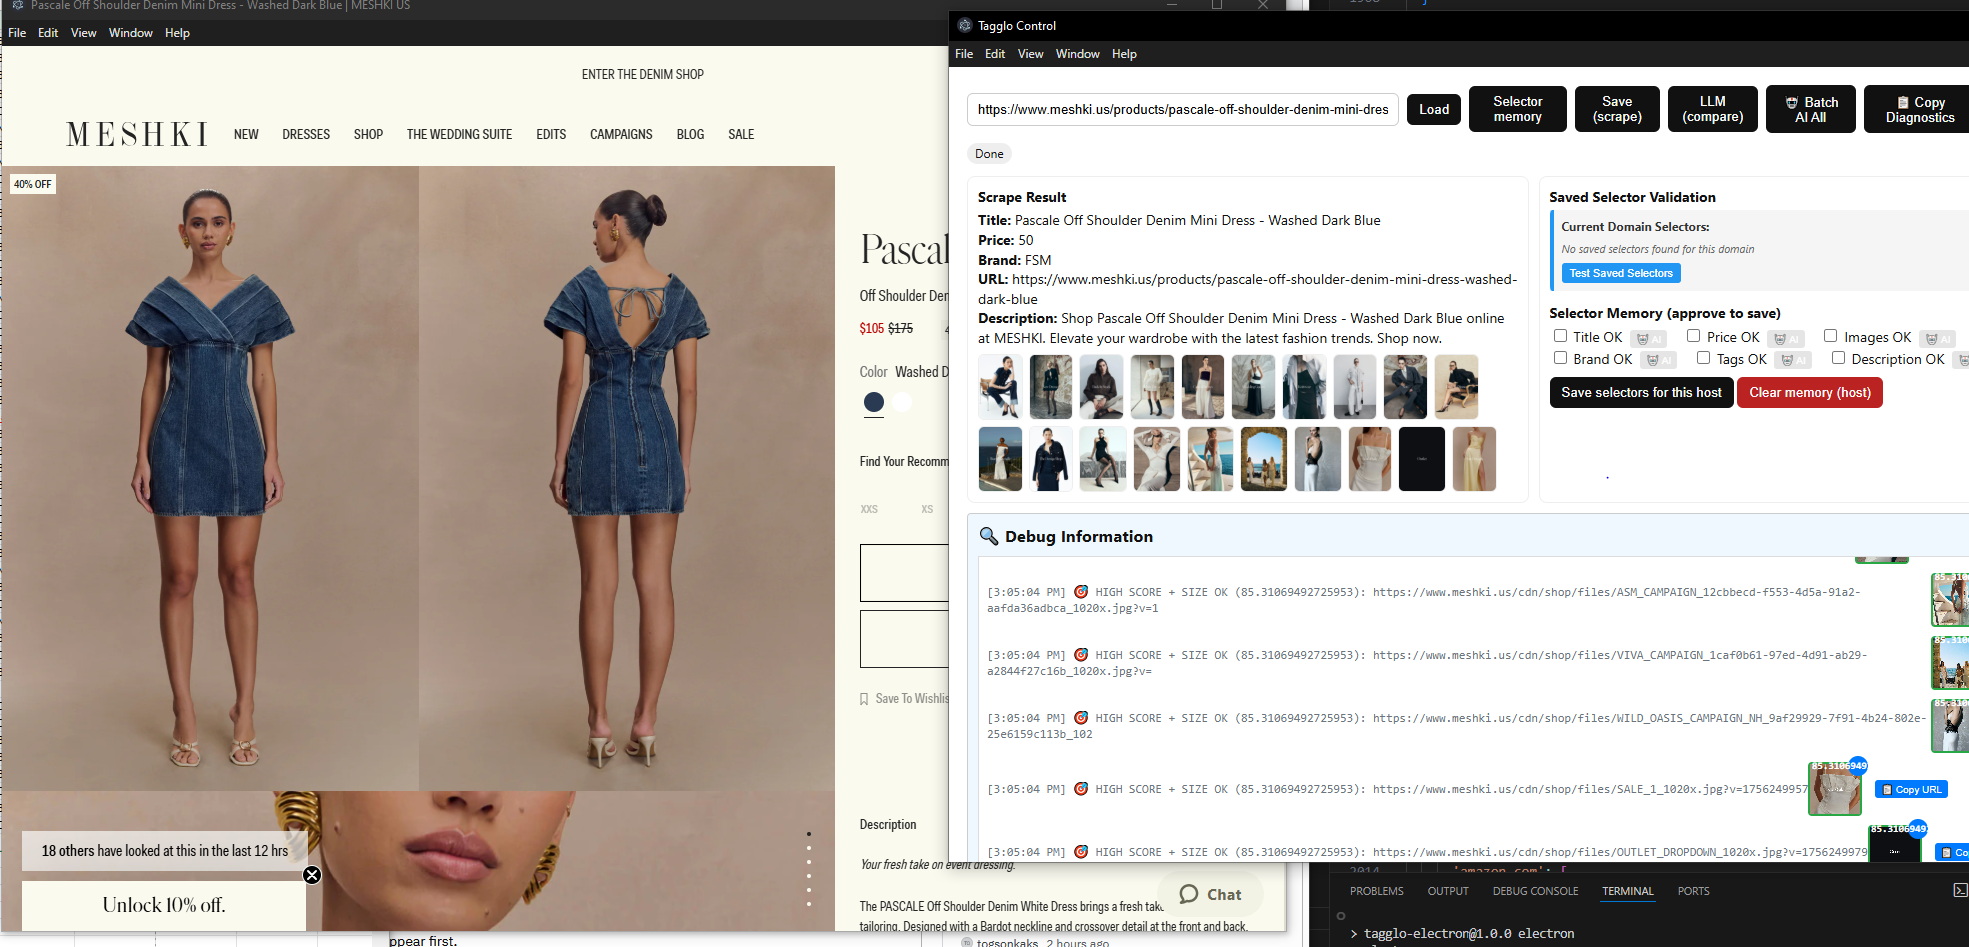 Pascale Off Shoulder Denim Mini Dress - Washed Dark Blue | MESHKI US
File Edit View Window Help
ENTER THE DENIM SHOP
MESHKI NEW DRESSES SHOP THE WEDDING SUITE EDITS CAMPAIGNS BLOG SALE
40% OFF
Pascal
Off Shoulder Der
$105 $175
Color Washed D
Find Your Recomm
XXS XS
Save To Wishlis
Description
Your fresh take on event dressing.
The PASCALE Off Shoulder Denim White Dress brings a fresh take
tailoring. Designed with a Bardot neckline and crossover detail at the front and back,
18 others have looked at this in the last 12 hrs
Unlock 10% off.
Chat
ppear first.
togsonkaks 2 hours ago
Tagglo Control
File Edit View Window Help
https://www.meshki.us/products/pascale-off-shoulder-denim-mini-dres
Load
Selector memory
Save (scrape)
LLM (compare)
Batch AI All
Copy Diagnostics
Done
Scrape Result
Title: Pascale Off Shoulder Denim Mini Dress - Washed Dark Blue
Price: 50
Brand: FSM
URL: https://www.meshki.us/products/pascale-off-shoulder-denim-mini-dress-washed-
dark-blue
Description: Shop Pascale Off Shoulder Denim Mini Dress - Washed Dark Blue online
at MESHKI. Elevate your wardrobe with the latest fashion trends. Shop now.
Saved Selector Validation
Current Domain Selectors:
No saved selectors found for this domain
Test Saved Selectors
Selector Memory (approve to save)
Title OK AI Price OK AI Images OK AI
Brand OK AI Tags OK AI Description OK
Save selectors for this host Clear memory (host)
Debug Information
[3:05:04 PM] HIGH SCORE + SIZE OK (85.31069492725953): https://www.meshki.us/cdn/shop/files/ASM_CAMPAIGN_12cbbecd-f553-4d5a-91a2-
aafda36adbca_1020x.jpg?v=1
85.3106
[3:05:04 PM] HIGH SCORE + SIZE OK (85.31069492725953): https://www.meshki.us/cdn/shop/files/VIVA_CAMPAIGN_1caf0b61-97ed-4d91-ab29-
a2844f27c16b_1020x.jpg?v=
85.3106
[3:05:04 PM] HIGH SCORE + SIZE OK (85.31069492725953): https://www.meshki.us/cdn/shop/files/WILD_OASIS_CAMPAIGN_NH_9af29929-7f91-4b24-802e-
25e6159c113b_102
85.3106
[3:05:04 PM] HIGH SCORE + SIZE OK (85.31069492725953): https://www.meshki.us/cdn/shop/files/SALE_1_1020x.jpg?v=1756249957
85.3106949
Copy URL
[3:05:04 PM] HIGH SCORE + SIZE OK (85.31069492725953): https://www.meshki.us/cdn/shop/files/OUTLET_DROPDOWN_1020x.jpg?v=1756249979
85.3106949
Co
2014 'amazon.com': [
PROBLEMS OUTPUT DEBUG CONSOLE TERMINAL PORTS
> tagglo-electron@1.0.0 electron